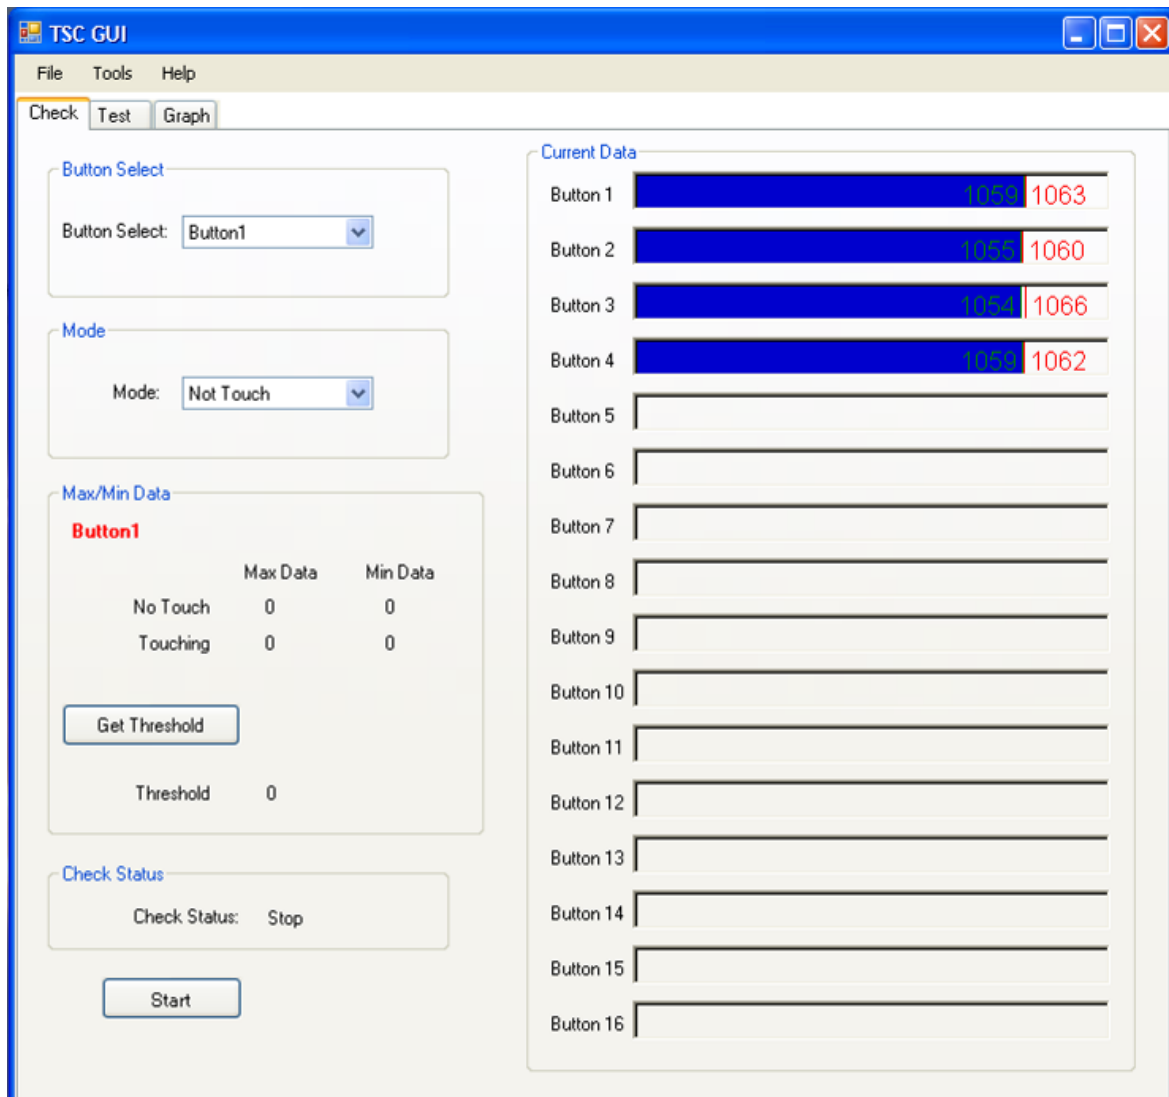 TSC GUI
File Tools Help
Check Test Graph
Button Select
Button Select: Button1
Mode
Mode: Not Touch
Max/Min Data
Button1
Max Data Min Data
No Touch 0 0
Touching 0 0
Get Threshold
Threshold 0
Check Status
Check Status: Stop
Start
Current Data
Button 1 1059 1063
Button 2 1055 1060
Button 3 1054 1066
Button 4 1059 1062
Button 5
Button 6
Button 7
Button 8
Button 9
Button 10
Button 11
Button 12
Button 13
Button 14
Button 15
Button 16